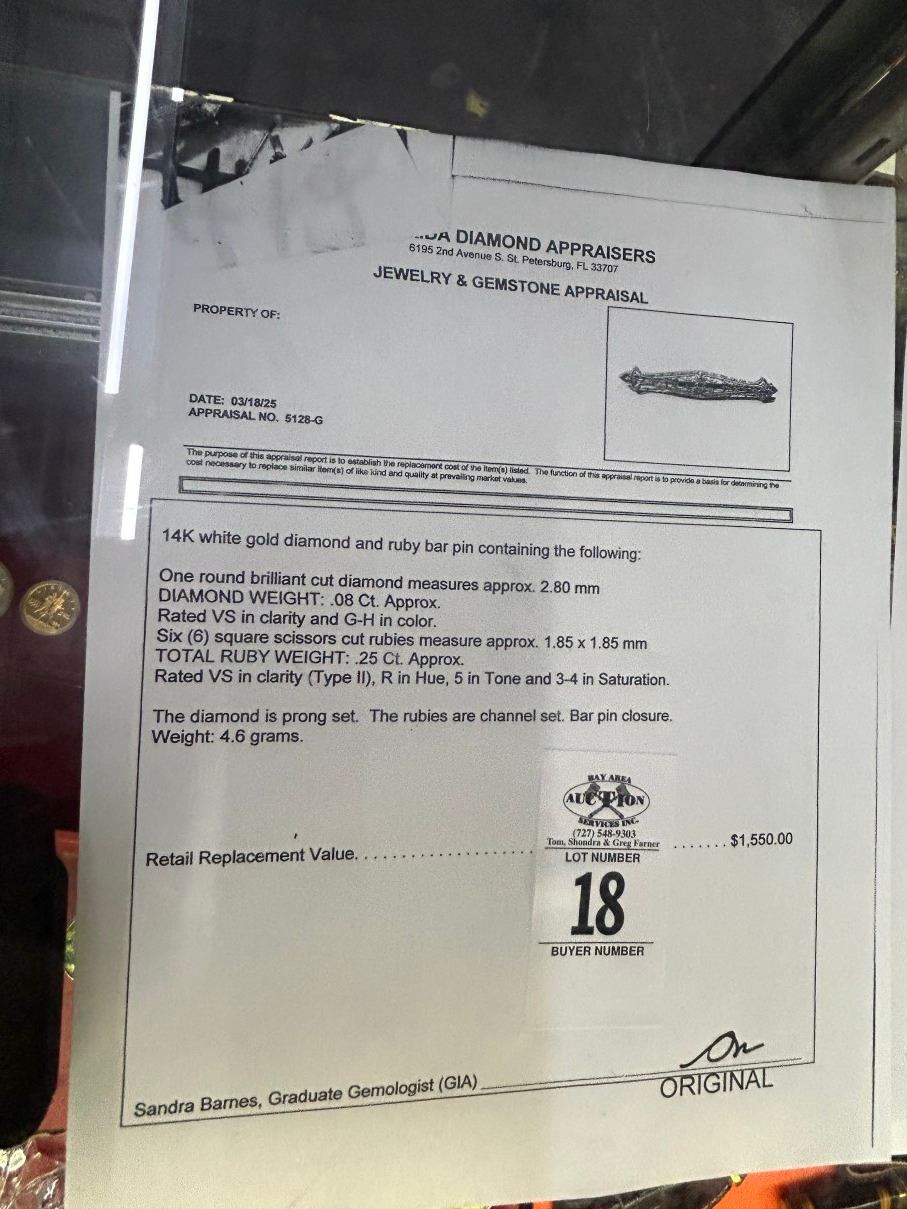 DIAMOND APPRAISERS
6195 2nd Avenue S. St. Petersburg, FL 33707
JEWELRY & GEMSTONE APPRAISAL
PROPERTY OF:
DATE: 03/18/25
APPRAISAL NO. 5128-G
The purpose of this appraisal report is to establish the replacement cost of the item(s) listed. The function of this appraisal report is to provide a basis for determining the
cost necessary to replace similar item(s) of like kind and quality at prevailing market values.
14K white gold diamond and ruby bar pin containing the following:
One round brilliant cut diamond measures approx. 2.80 mm
DIAMOND WEIGHT: .08 Ct. Approx.
Rated VS in clarity and G-H in color.
Six (6) square scissors cut rubies measure approx. 1.85 x 1.85 mm
TOTAL RUBY WEIGHT: .25 Ct. Approx.
Rated VS in clarity (Type II), R in Hue, 5 in Tone and 3-4 in Saturation.
The diamond is prong set. The rubies are channel set. Bar pin closure.
Weight: 4.6 grams.
BAY AREA
AUCTION
SERVICES INC.
(727) 548-9303
Tom, Shondra & Greg Farner
Retail Replacement Value. . . . . . . . . . . . . . . . . . . . . . . . . $1,550.00
LOT NUMBER
18
BUYER NUMBER
Sandra Barnes, Graduate Gemologist (GIA)
ORIGINAL